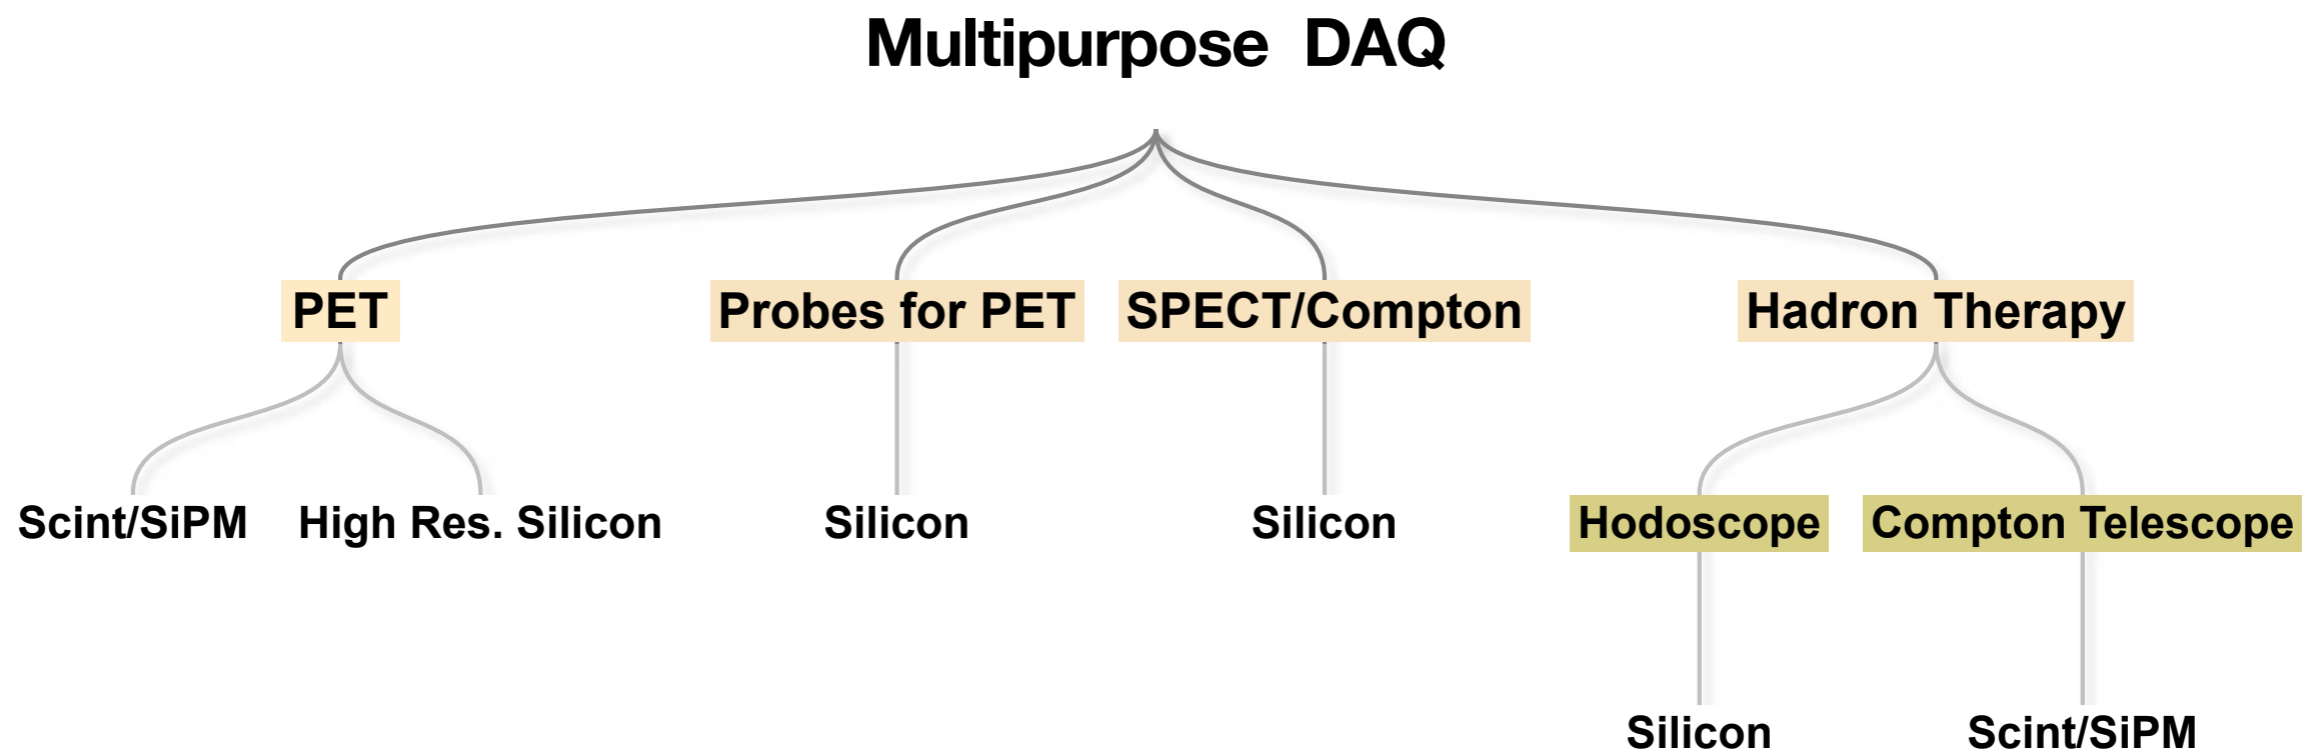 Multipurpose DAQ
PET
Probes for PET
SPECT/Compton
Hadron Therapy
Scint/SiPM
High Res. Silicon
Silicon
Silicon
Hodoscope
Compton Telescope
Silicon
Scint/SiPM